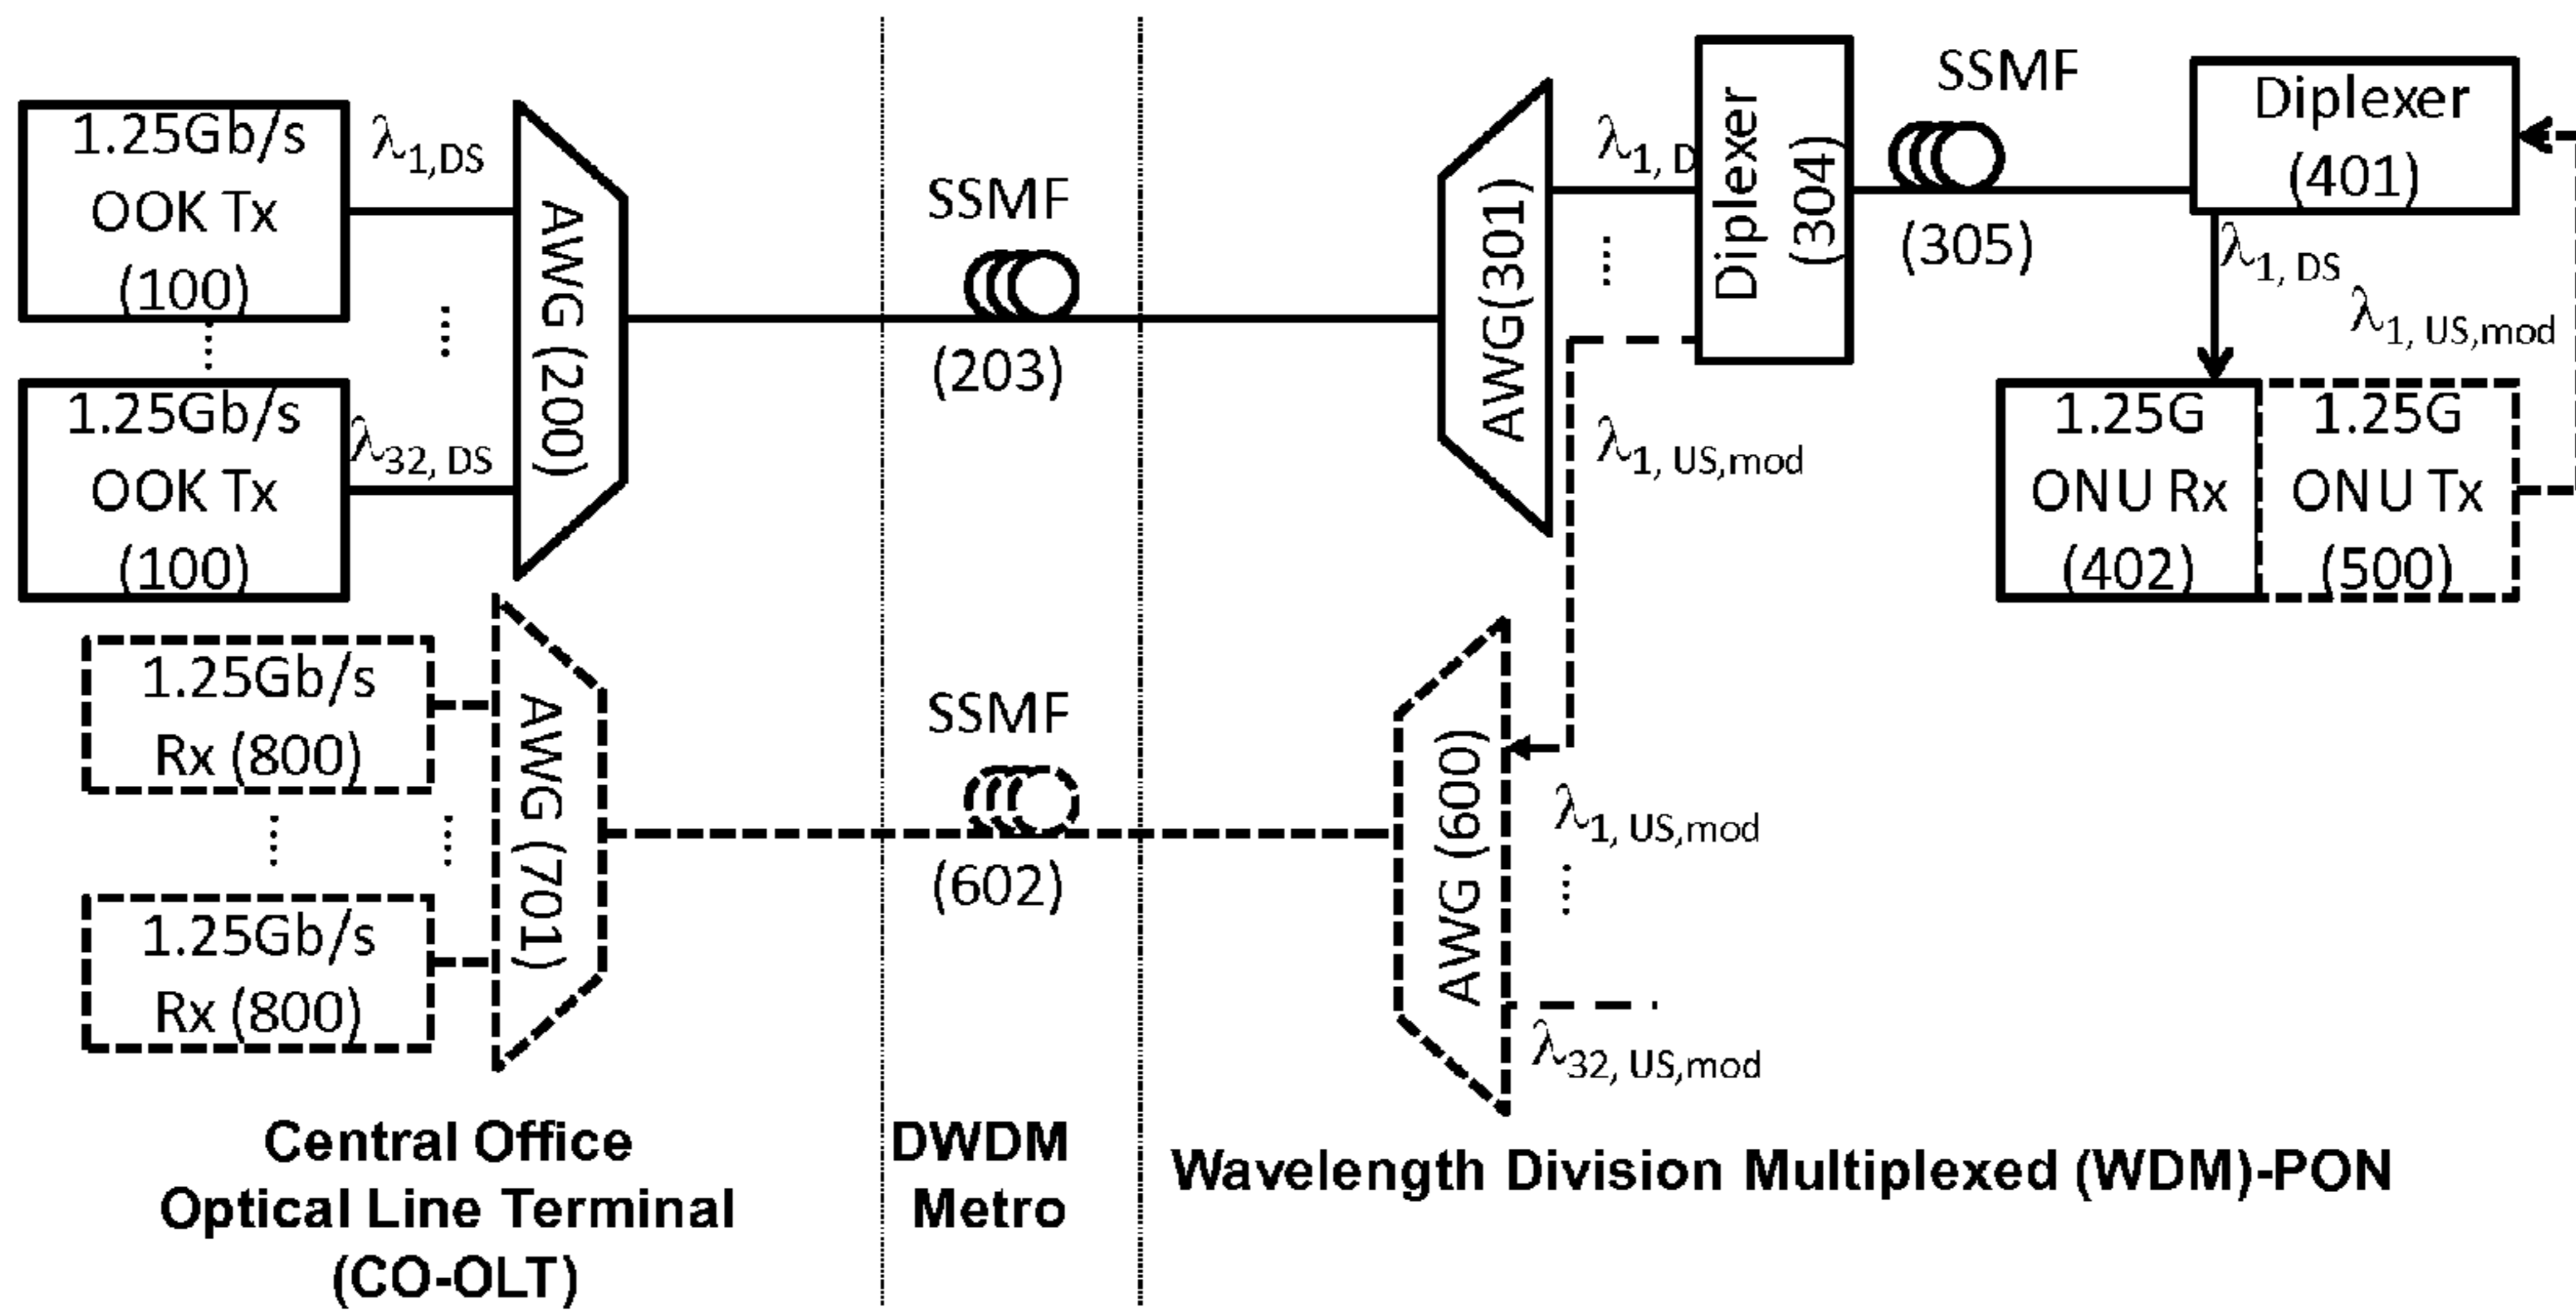 1.25Gb/s
OOK Tx
(100)
λ1,DS
1.25Gb/s
OOK Tx
(100)
λ32, DS
AWG (200)
SSMF
(203)
AWG(301)
λ1, D
Diplexer
(304)
SSMF
(305)
Diplexer
(401)
λ1, DS
λ1, US,mod
1.25G
ONU Rx
(402)
1.25G
ONU Tx
(500)
λ1, US,mod
1.25Gb/s
Rx (800)
1.25Gb/s
Rx (800)
AWG (701)
SSMF
(602)
AWG (600)
λ1, US,mod
λ32, US,mod
Central Office
Optical Line Terminal
(CO-OLT)
DWDM
Metro
Wavelength Division Multiplexed (WDM)-PON